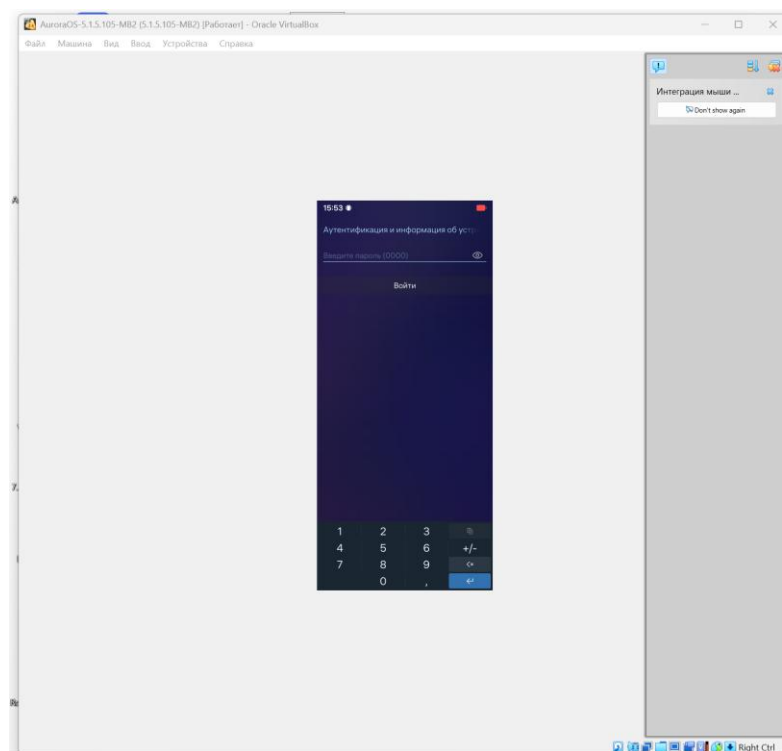 AuroraOS-5.1.5.105-MB2 (5.1.5.105-MB2) [Работает] - Oracle VirtualBox
Файл Машина Вид Ввод Устройства Справка
Интеграция мыши ...
Don't show again
15:53
Аутентификация и информация об устр
Введите пароль (0000)
Войти
1 2 3
4 5 6 +/-
7 8 9
0 ,
Right Ctrl